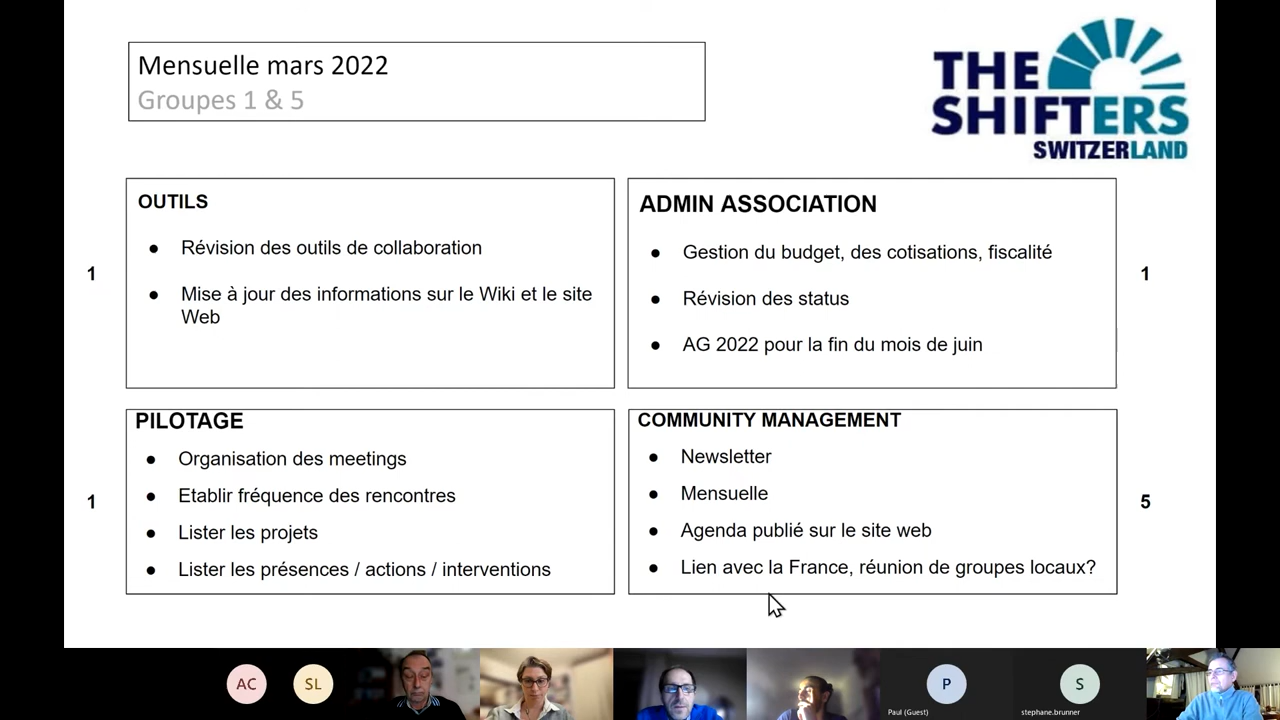 Mensuelle mars 2022
Groupes 1 & 5
THE
SHIFTERS
SWITZERLAND
OUTILS
● Révision des outils de collaboration
● Mise à jour des informations sur le Wiki et le site
Web
1
ADMIN ASSOCIATION
● Gestion du budget, des cotisations, fiscalité
● Révision des status
● AG 2022 pour la fin du mois de juin
1
PILOTAGE
● Organisation des meetings
● Etablir fréquence des rencontres
● Lister les projets
● Lister les présences / actions / interventions
1
COMMUNITY MANAGEMENT
● Newsletter
● Mensuelle
● Agenda publié sur le site web
● Lien avec la France, réunion de groupes locaux?
5
AC
SL
P
Paul (Guest)
S
stephane.brunner